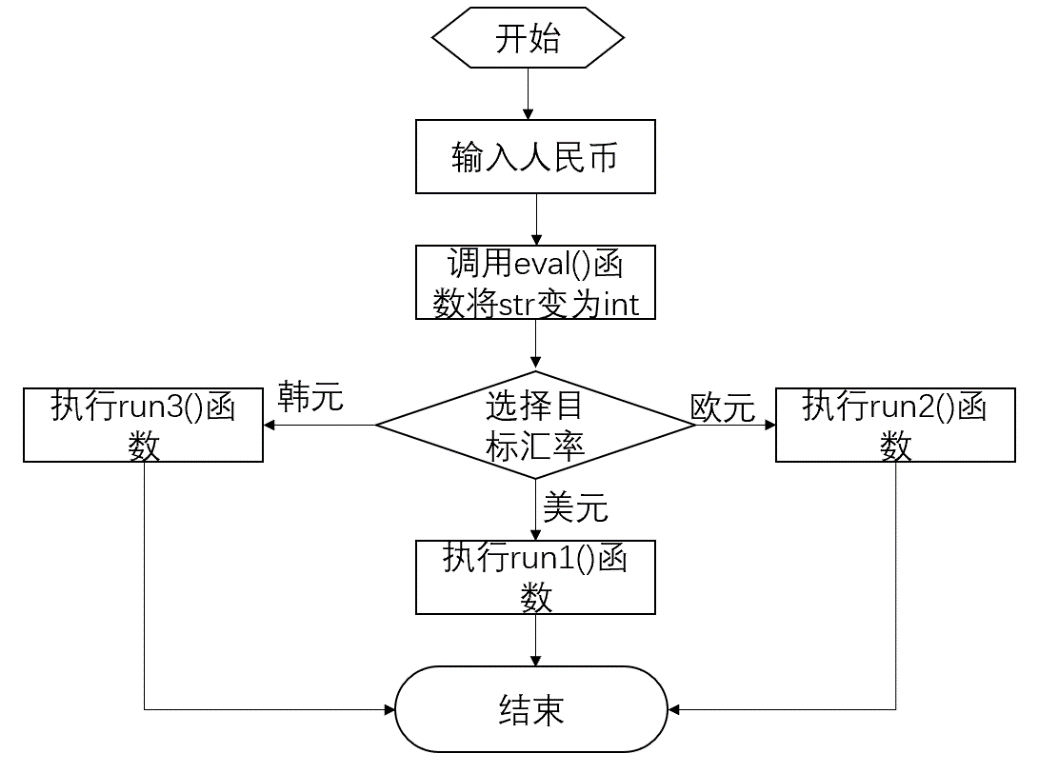 开始
输入人民币
调用eval()函
数将str变为int
选择目
标汇率
韩元
执行run3()函
数
欧元
执行run2()函
数
美元
执行run1()函
数
结束